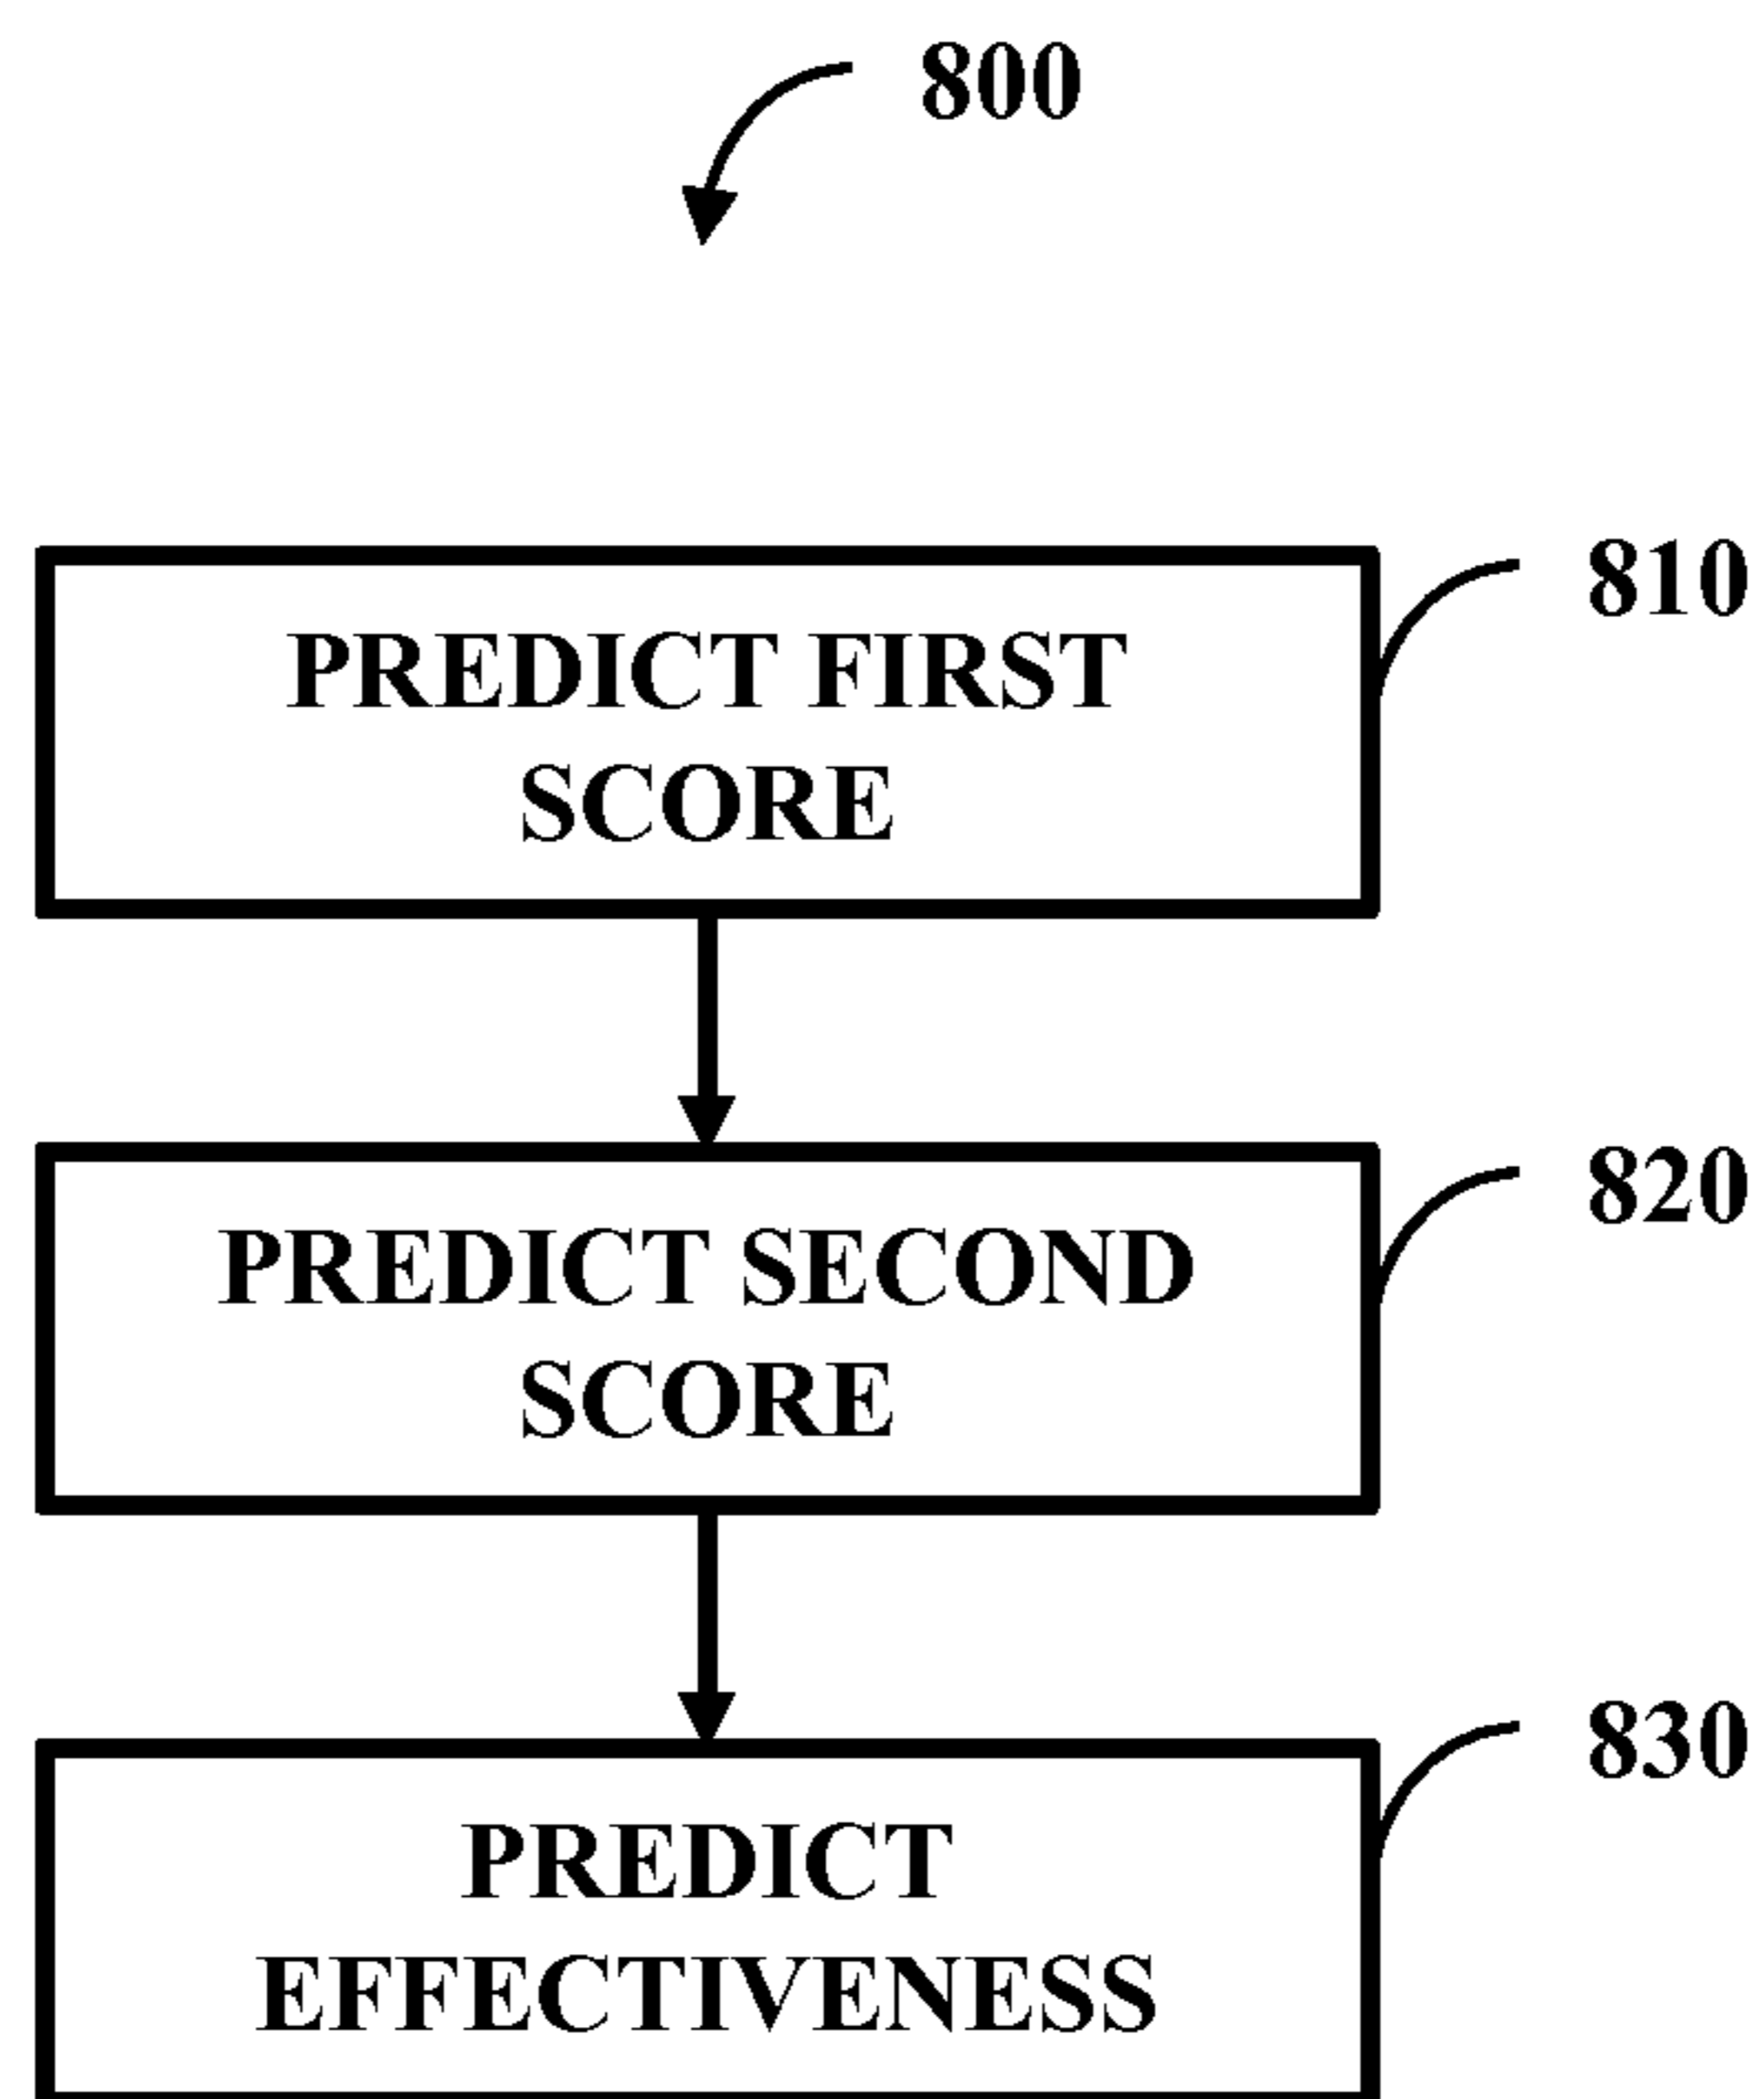 800
810
PREDICT FIRST
SCORE
820
PREDICT SECOND
SCORE
830
PREDICT
EFFECTIVENESS